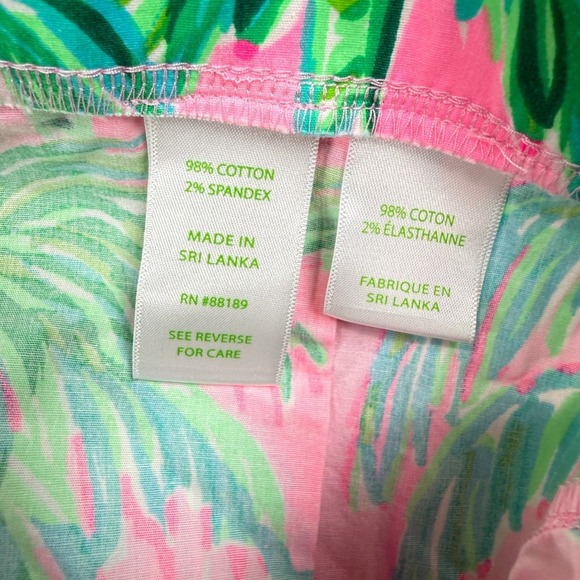 98% COTTON
2% SPANDEX
MADE IN
SRI LANKA
RN #88189
SEE REVERSE
FOR CARE
98% COTON
2% ÉLASTHANNE
FABRIQUE EN
SRI LANKA